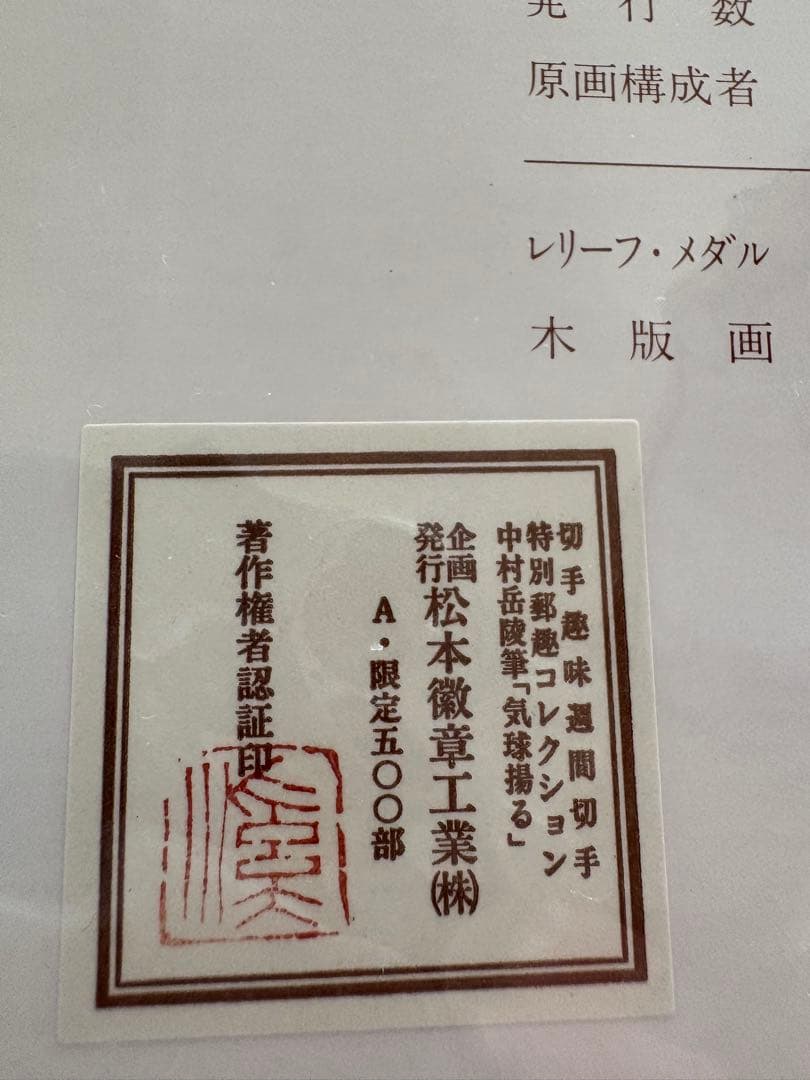 発行数
原画構成者
レリーフ・メダル
木版画
切手趣味週間切手
特別郵趣コレクション
中村岳陵筆「気球揚る」
企画
発行
松本徽章工業㈱
A・限定五〇〇部
著作権者認証印